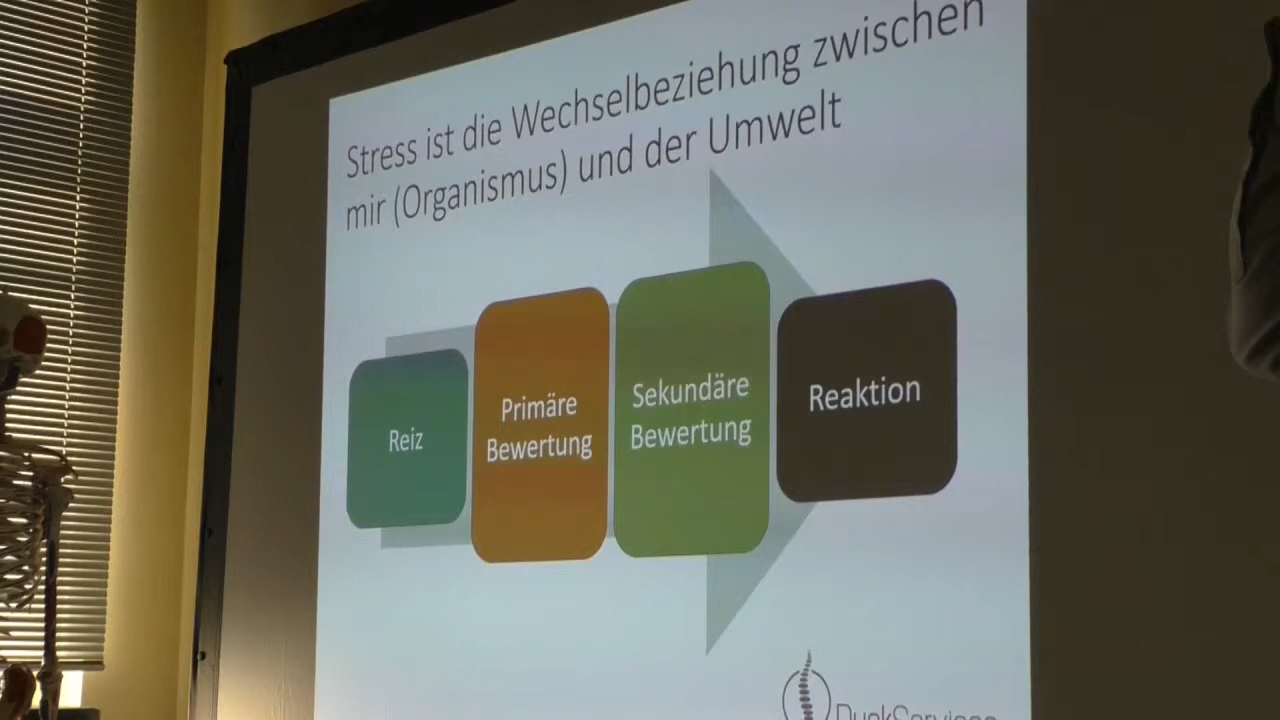 Stress ist die Wechselbeziehung zwischen
mir (Organismus) und der Umwelt
Reiz
Primäre
Bewertung
Sekundäre
Bewertung
Reaktion